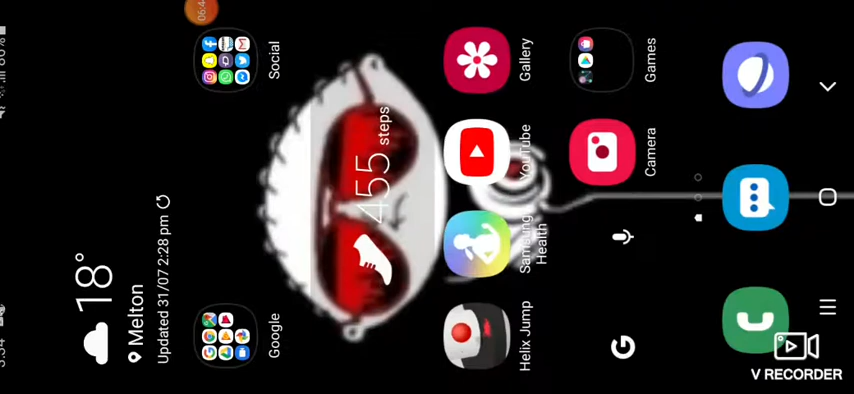 18°
Melton
Updated 31/07 2:28 pm
Google
Social
455 steps
Helix Jump
Samsung
Health
YouTube
Gallery
Camera
Games
G
V RECORDER